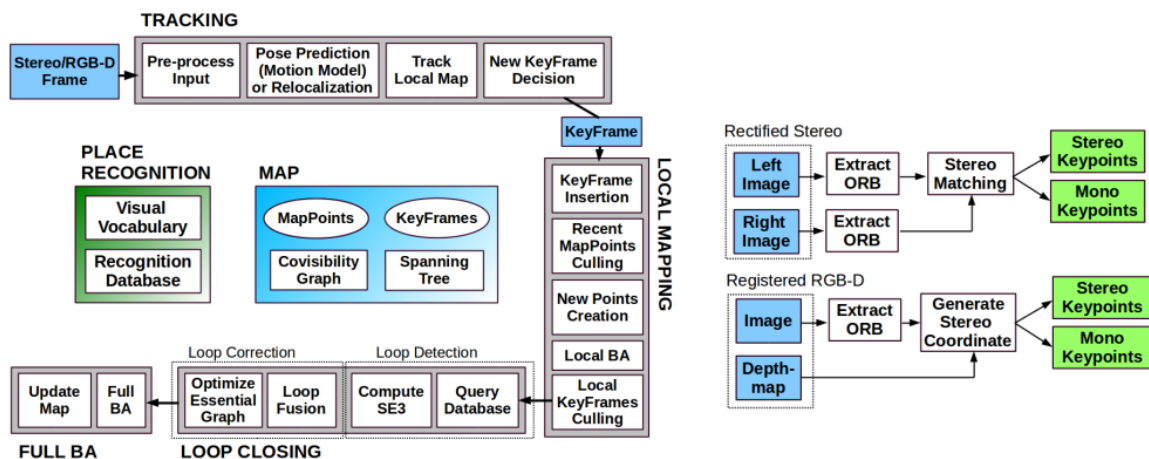 TRACKING
Stereo/RGB-D
Frame
Pre-process
Input
Pose Prediction
(Motion Model)
or Relocalization
Track
Local Map
New KeyFrame
Decision
KeyFrame
PLACE
RECOGNITION
Visual
Vocabulary
Recognition
Database
MAP
MapPoints
KeyFrames
Covisibility
Graph
Spanning
Tree
LOCAL MAPPING
KeyFrame
Insertion
Recent
MapPoints
Culling
New Points
Creation
Local BA
Local
KeyFrames
Culling
Loop Correction
Loop Detection
Update
Map
Full
BA
Optimize
Essential
Graph
Loop
Fusion
Compute
SE3
Query
Database
FULL BA
LOOP CLOSING
Rectified Stereo
Left
Image
Extract
ORB
Stereo
Matching
Stereo
Keypoints
Mono
Keypoints
Right
Image
Extract
ORB
Registered RGB-D
Image
Extract
ORB
Generate
Stereo
Coordinate
Stereo
Keypoints
Mono
Keypoints
Depth-
map